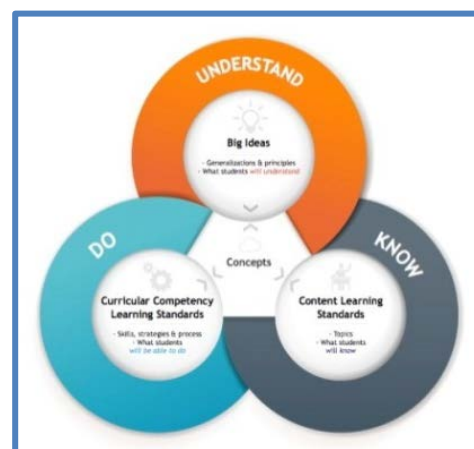 UNDERSTAND
Big Ideas
- Generalizations & principles
- What students will understand
DO
KNOW
Concepts
Curricular Competency
Learning Standards
- Skills, strategies & process
- What students
will be able to do
Content Learning
Standards
- Topics
- What students
will know